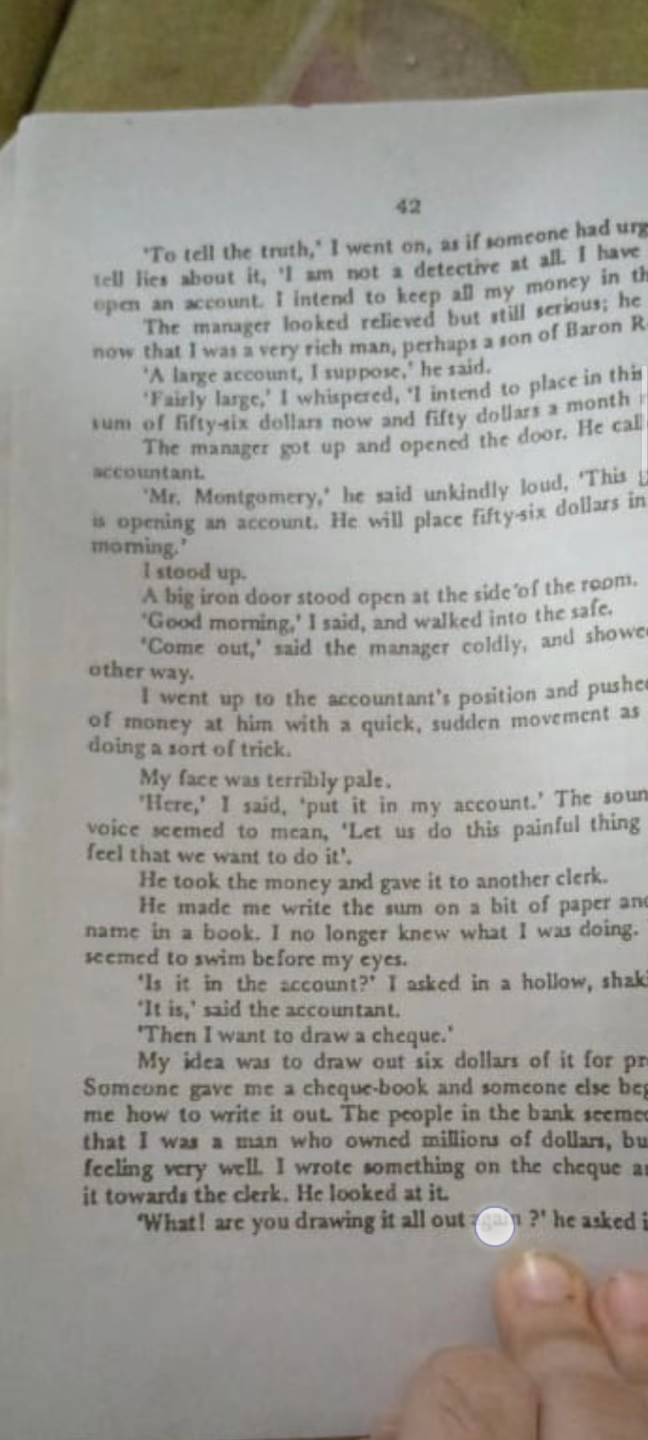 42
'To tell the truth,' I went on, as if someone had urg
tell lies about it, 'I am not a detective at all. I have
open an account. I intend to keep all my money in th
The manager looked relieved but still serious; he
now that I was a very rich man, perhaps a son of Baron R
'A large account, I suppose,' he said.
'Fairly large,' I whispered, 'I intend to place in this
sum of fifty-six dollars now and fifty dollars a month
The manager got up and opened the door. He call
accountant.
'Mr. Montgomery,' he said unkindly loud, 'This
is opening an account. He will place fifty-six dollars in
morning.'
I stood up.
A big iron door stood open at the side of the room.
'Good morning,' I said, and walked into the safe.
'Come out,' said the manager coldly, and showe
other way.
I went up to the accountant's position and pushe
of money at him with a quick, sudden movement as
doing a sort of trick.
My face was terribly pale.
'Here,' I said, 'put it in my account.' The soun
voice seemed to mean, 'Let us do this painful thing
feel that we want to do it'.
He took the money and gave it to another clerk.
He made me write the sum on a bit of paper and
name in a book. I no longer knew what I was doing.
seemed to swim before my eyes.
'Is it in the account?' I asked in a hollow, shaki
'It is,' said the accountant.
'Then I want to draw a cheque.'
My idea was to draw out six dollars of it for pr
Someone gave me a cheque-book and someone else beg
me how to write it out. The people in the bank seemed
that I was a man who owned millions of dollars, bu
feeling very well. I wrote something on the cheque a
it towards the clerk. He looked at it.
'What! are you drawing it all out again ?' he asked i